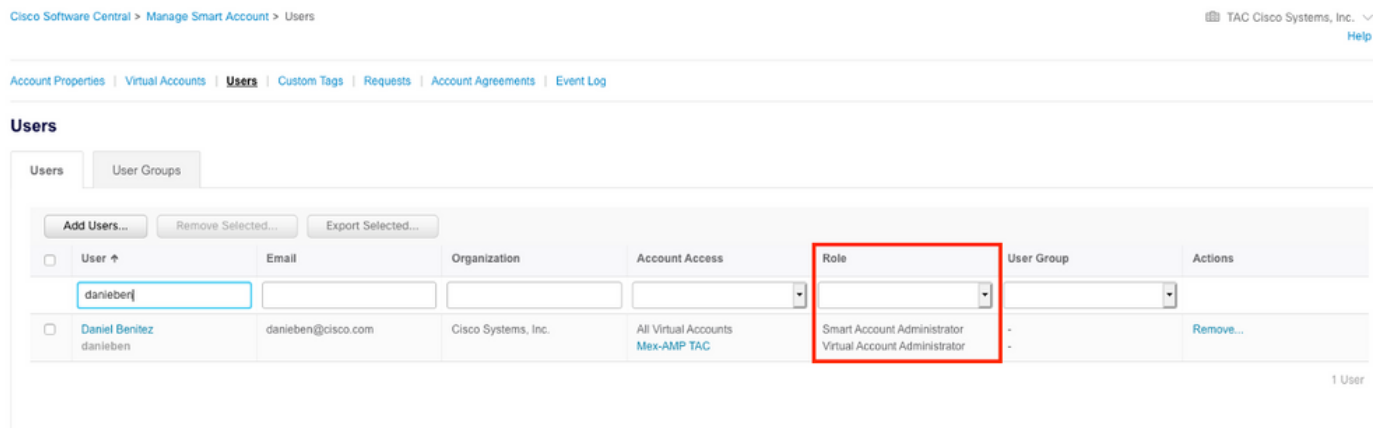 Cisco Software Central > Manage Smart Account > Users
TAC Cisco Systems, Inc.
Help
Account Properties | Virtual Accounts | Users | Custom Tags | Requests | Account Agreements | Event Log
Users
Users User Groups
Add Users... Remove Selected... Export Selected...
User ↑ Email Organization Account Access Role User Group Actions
danieben
Daniel Benitez danieben@cisco.com Cisco Systems, Inc. All Virtual Accounts Smart Account Administrator - Remove...
danieben Mex-AMP TAC Virtual Account Administrator -
1 User